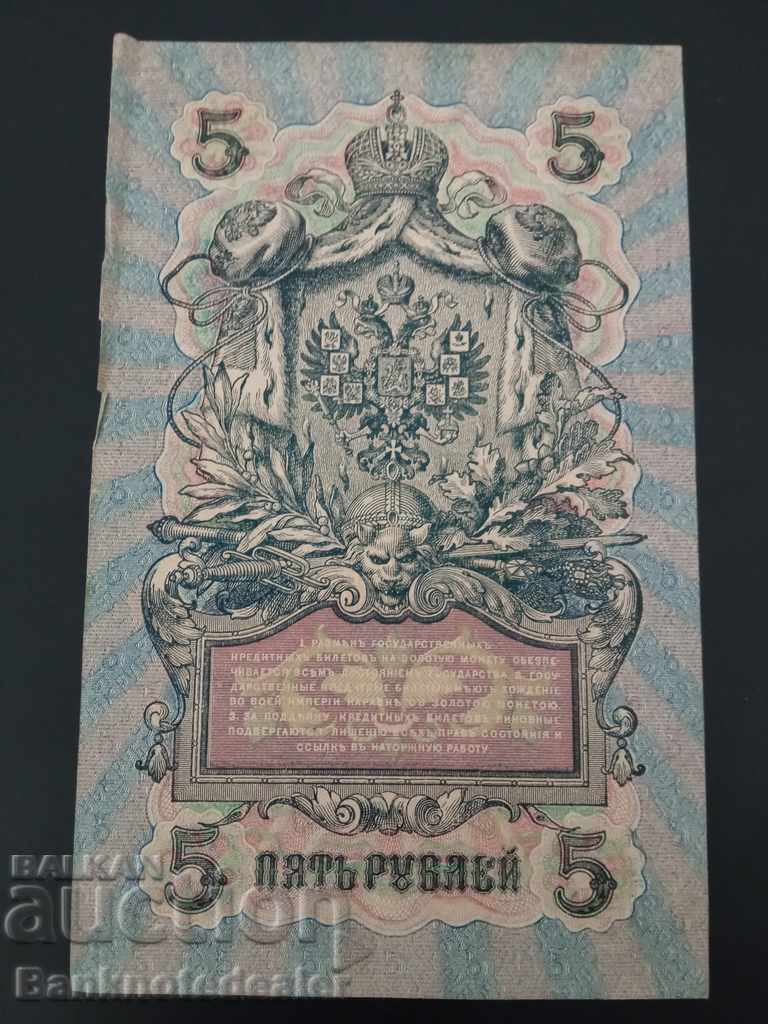 5 5
1. РАЗМѢНЪ ГОСУДАРСТВЕННЫХЪ
КРЕДИТНЫХЪ БИЛЕТОВЪ НА ЗОЛОТУЮ МОНЕТУ ОБЕЗПЕ-
ЧИВАЕТСЯ ВСѢМЪ ДОСТОЯНІЕМЪ ГОСУДАРСТВА. 2. ГОСУ-
ДАРСТВЕННЫЕ КРЕДИТНЫЕ БИЛЕТЫ ИМѢЮТЪ ХОЖДЕНІЕ
ВО ВСЕЙ ИМПЕРІИ НАРАВНѢ СЪ ЗОЛОТОЮ МОНЕТОЮ.
3. ЗА ПОДДѢЛКУ КРЕДИТНЫХЪ БИЛЕТОВЪ ВИНОВНЫЕ
ПОДВЕРГАЮТСЯ ЛИШЕНІЮ ВСѢХЪ ПРАВЪ СОСТОЯНІЯ И
ССЫЛКѢ ВЪ КАТОРЖНУЮ РАБОТУ
5 ПЯТЬ РУБЛЕЙ 5
BALKAN
auction
Banknotedealer